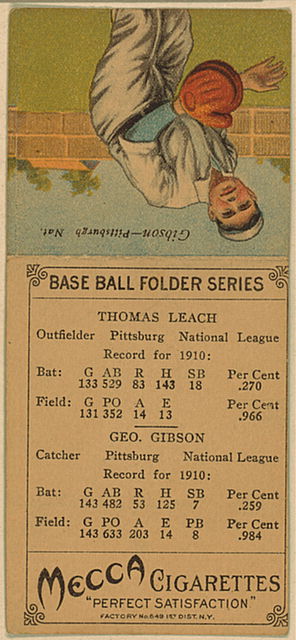 Gibson—Pittsburgh Nat.
BASE BALL FOLDER SERIES
THOMAS LEACH
Outfielder Pittsburg National League
Record for 1910:
Bat: G AB R H SB Per Cent
133 529 83 143 18 .270
Field: G PO A E Per Cent
131 352 14 13 .966
GEO. GIBSON
Catcher Pittsburg National League
Record for 1910:
Bat: G AB R H SB Per Cent
143 482 53 125 7 .259
Field: G PO A E PB Per Cent
143 633 203 14 8 .984
MECCA CIGARETTES
"PERFECT SATISFACTION"
FACTORY No. 649 1ST DIST. N.Y.